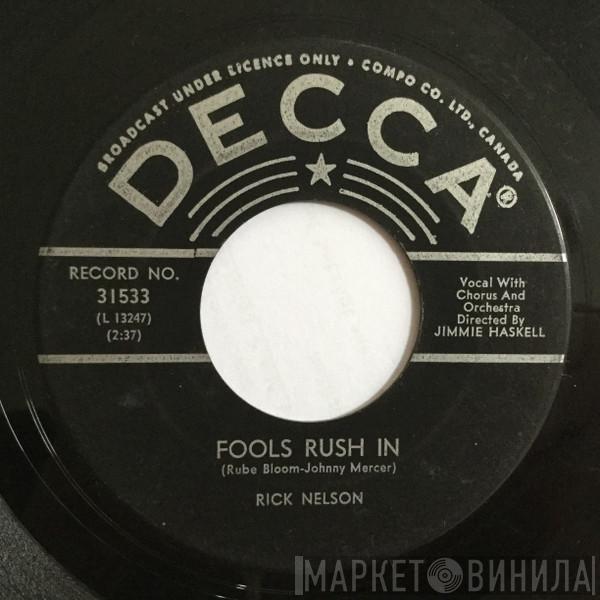 BROADCAST UNDER LICENCE ONLY • COMPO CO. LTD., CANADA
DECCA®
RECORD NO.
31533
(L 13247)
(2:37)
Vocal With
Chorus And
Orchestra
Directed By
JIMMIE HASKELL
FOOLS RUSH IN
(Rube Bloom-Johnny Mercer)
RICK NELSON
МАРКЕТ ВИНИЛА